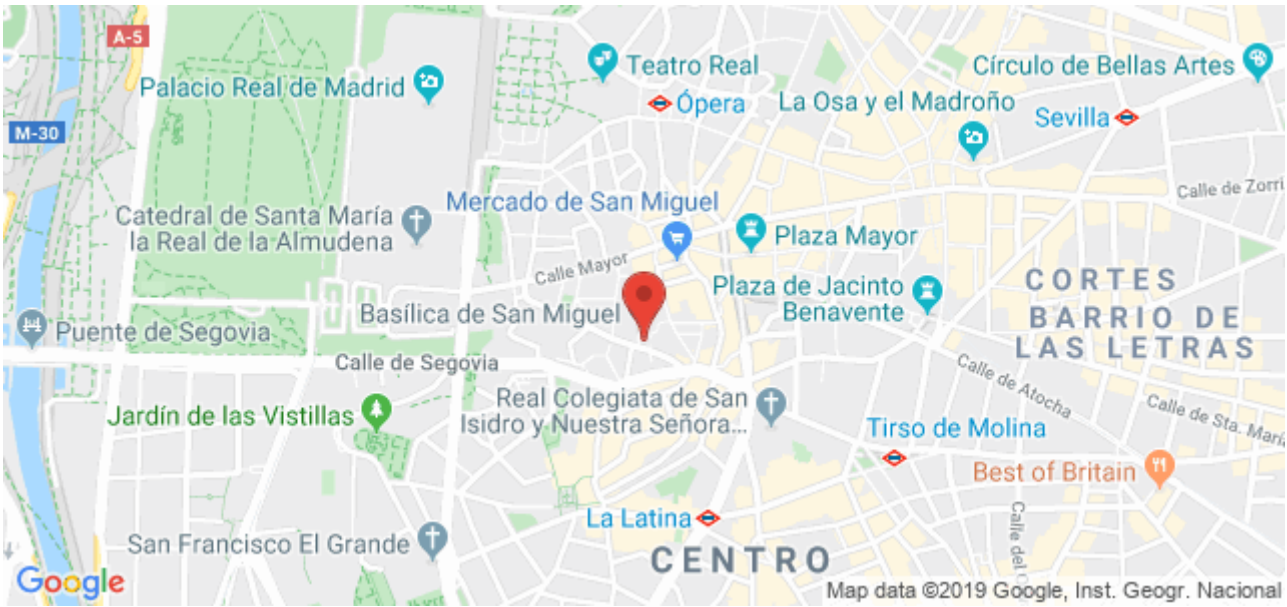 A-5
Teatro Real
Círculo de Bellas Artes
Palacio Real de Madrid
Ópera
La Osa y el Madroño
Sevilla
M-30
Calle de Zorri
Mercado de San Miguel
Catedral de Santa María
la Real de la Almudena
Plaza Mayor
Calle Mayor
Plaza de Jacinto
Benavente
CORTES
BARRIO DE
LAS LETRAS
Basílica de San Miguel
Puente de Segovia
Calle de Segovia
Calle de Atocha
Real Colegiata de San
Isidro y Nuestra Señora...
Jardín de las Vistillas
Calle de Sta. María
Tirso de Molina
Best of Britain
La Latina
Calle del
San Francisco El Grande
CENTRO
Google
Map data ©2019 Google, Inst. Geogr. Nacional